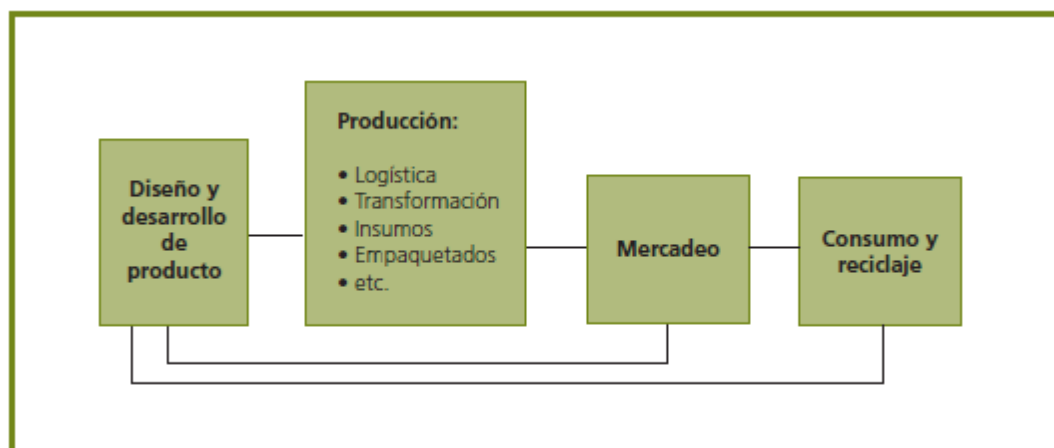 Diseño y
desarrollo
de
producto
Producción:
• Logística
• Transformación
• Insumos
• Empaquetados
• etc.
Mercadeo
Consumo y
reciclaje